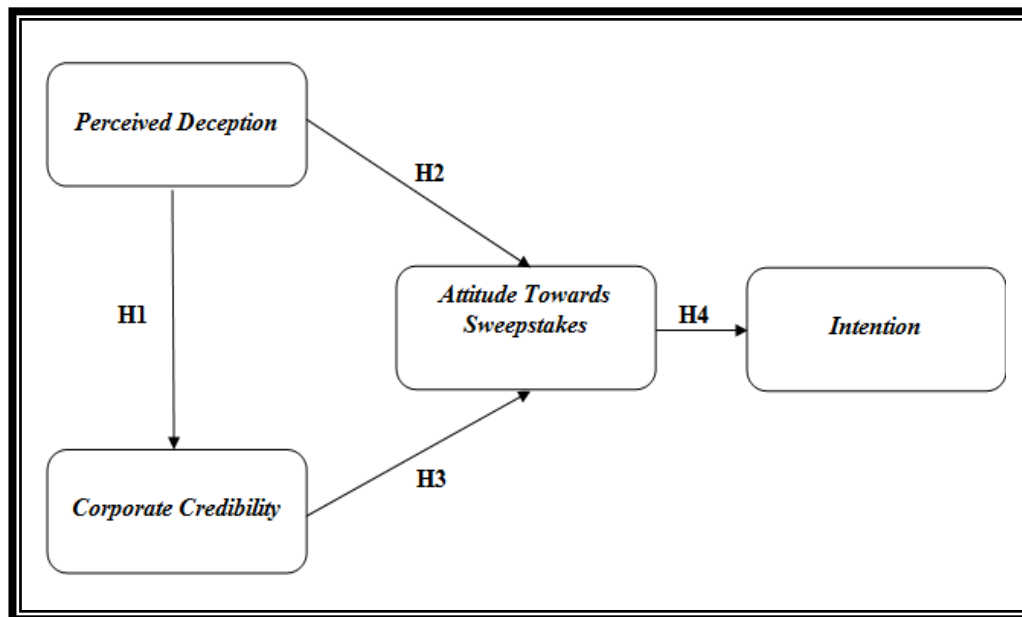 Perceived Deception
H2
Attitude Towards
Sweepstakes
H1
H4
Intention
H3
Corporate Credibility